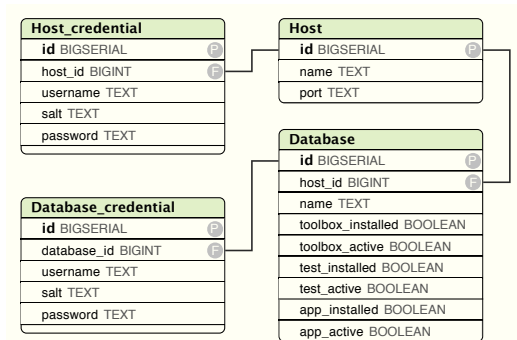 Host_credential
id BIGSERIAL P
host_id BIGINT F
username TEXT
salt TEXT
password TEXT
Host
id BIGSERIAL P
name TEXT
port TEXT
Database
id BIGSERIAL P
host_id BIGINT F
name TEXT
toolbox_installed BOOLEAN
toolbox_active BOOLEAN
test_installed BOOLEAN
test_active BOOLEAN
app_installed BOOLEAN
app_active BOOLEAN
Database_credential
id BIGSERIAL P
database_id BIGINT F
username TEXT
salt TEXT
password TEXT